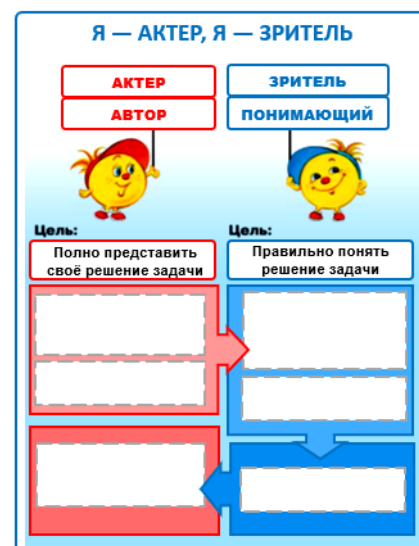 Я — АКТЕР, Я — ЗРИТЕЛЬ
АКТЕР
АВТОР
ЗРИТЕЛЬ
ПОНИМАЮЩИЙ
Цель:
Полно представить
своё решение задачи
Цель:
Правильно понять
решение задачи